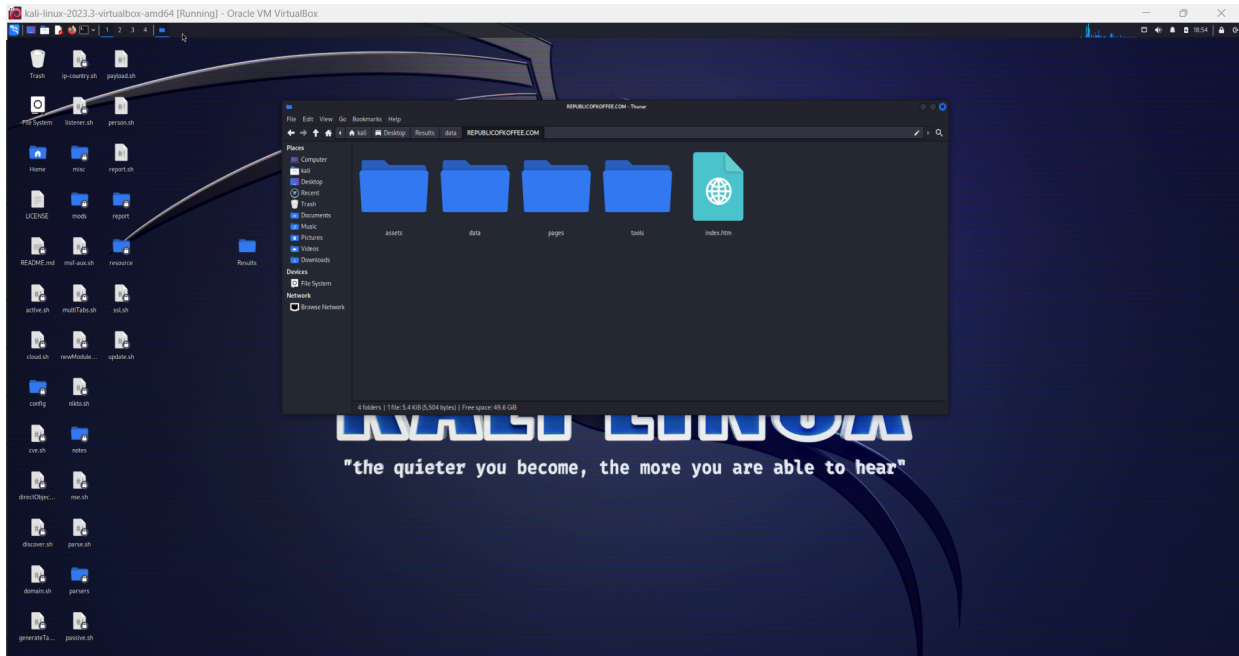 kali-linux-2023.3-virtualbox-amd64 [Running] - Oracle VM VirtualBox
1 2 3 4
18:54
Trash ip-country.sh payload.sh
File System listener.sh person.sh
Home misc report.sh
LICENSE mods report
README.md msf-aux.sh resource Results
active.sh multiTabs.sh ssl.sh
cloud.sh newModule... update.sh
config nikto.sh
cve.sh notes
directObjec... nse.sh
discover.sh parse.sh
domain.sh parsers
generateTa... passive.sh
REPUBLICOFKOFFEE.COM - Thunar
File Edit View Go Bookmarks Help
kali Desktop Results data REPUBLICOFKOFFEE.COM
Places
Computer
kali
Desktop
Recent
Trash
Documents
Music
Pictures
Videos
Downloads
Devices
File System
Network
Browse Network
assets data pages tools index.htm
4 folders | 1 file: 5.4 KiB (5,504 bytes) | Free space: 49.6 GiB
KALI LINUX
"the quieter you become, the more you are able to hear"